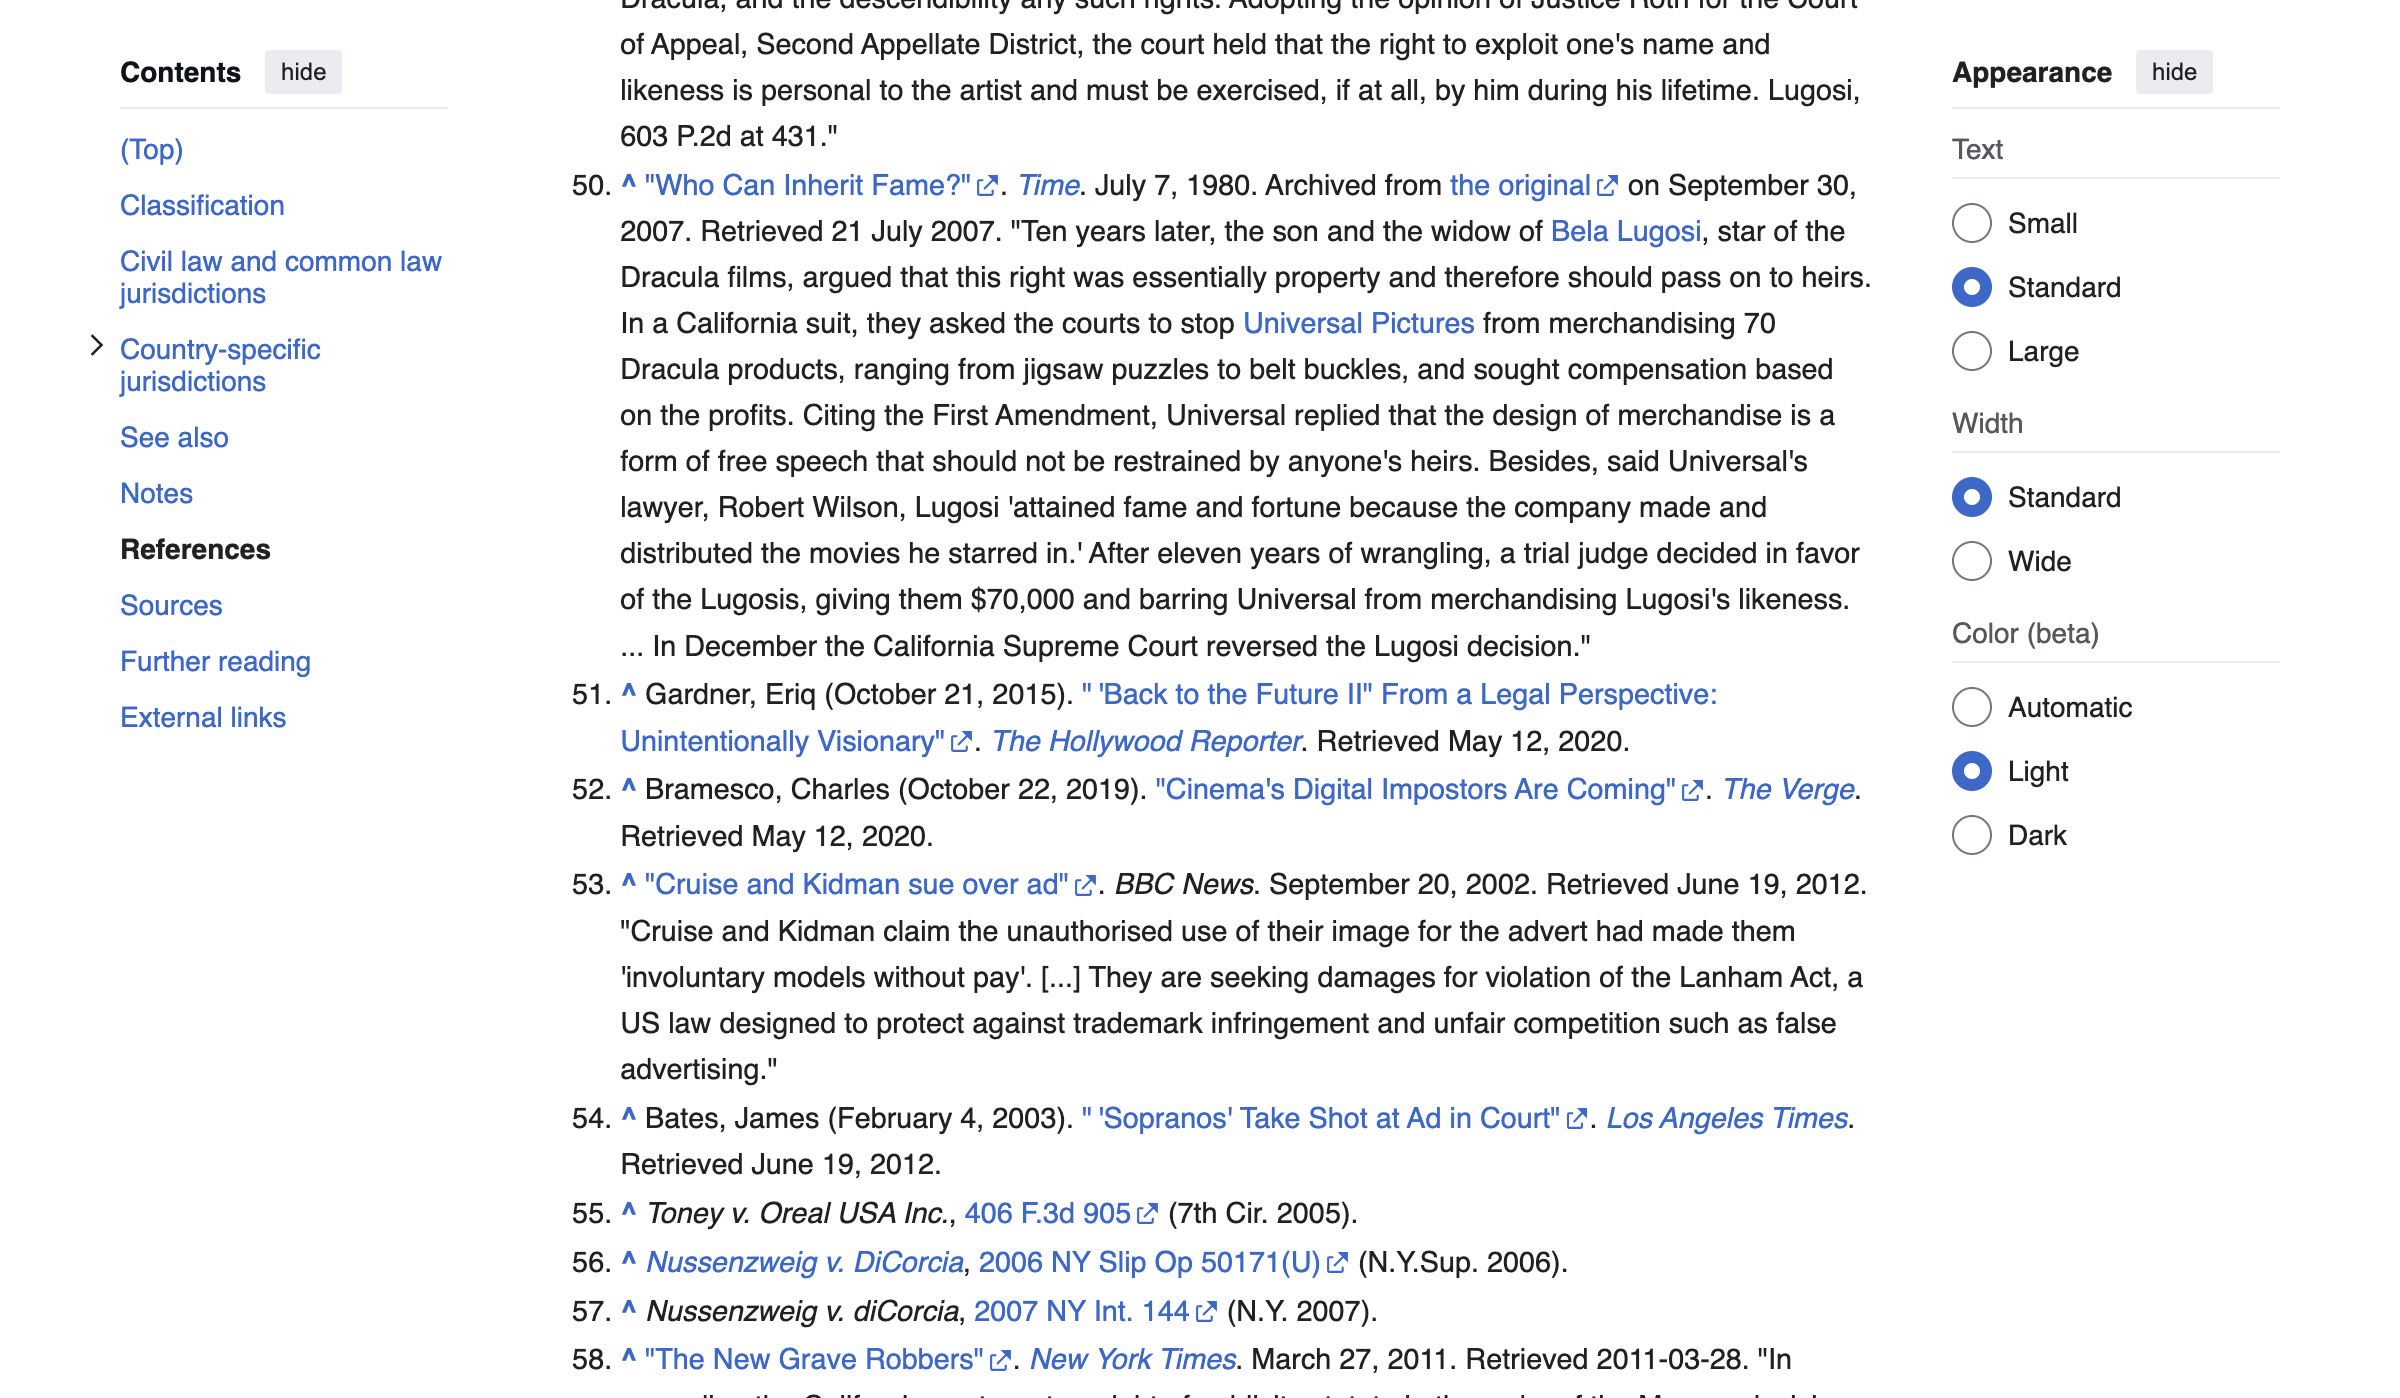 Contents hide
(Top)
Classification
Civil law and common law
jurisdictions
Country-specific
jurisdictions
See also
Notes
References
Sources
Further reading
External links
Dracula, and the descendibility any such rights. Adopting the opinion of Justice Roth for the Court
of Appeal, Second Appellate District, the court held that the right to exploit one's name and
likeness is personal to the artist and must be exercised, if at all, by him during his lifetime. Lugosi,
603 P.2d at 431."
50. ^ "Who Can Inherit Fame?". Time. July 7, 1980. Archived from the original on September 30,
2007. Retrieved 21 July 2007. "Ten years later, the son and the widow of Bela Lugosi, star of the
Dracula films, argued that this right was essentially property and therefore should pass on to heirs.
In a California suit, they asked the courts to stop Universal Pictures from merchandising 70
Dracula products, ranging from jigsaw puzzles to belt buckles, and sought compensation based
on the profits. Citing the First Amendment, Universal replied that the design of merchandise is a
form of free speech that should not be restrained by anyone's heirs. Besides, said Universal's
lawyer, Robert Wilson, Lugosi 'attained fame and fortune because the company made and
distributed the movies he starred in.' After eleven years of wrangling, a trial judge decided in favor
of the Lugosis, giving them $70,000 and barring Universal from merchandising Lugosi's likeness.
... In December the California Supreme Court reversed the Lugosi decision."
51. ^ Gardner, Eriq (October 21, 2015). " 'Back to the Future II" From a Legal Perspective:
Unintentionally Visionary". The Hollywood Reporter. Retrieved May 12, 2020.
52. ^ Bramesco, Charles (October 22, 2019). "Cinema's Digital Impostors Are Coming". The Verge.
Retrieved May 12, 2020.
53. ^ "Cruise and Kidman sue over ad". BBC News. September 20, 2002. Retrieved June 19, 2012.
"Cruise and Kidman claim the unauthorised use of their image for the advert had made them
'involuntary models without pay'. [...] They are seeking damages for violation of the Lanham Act, a
US law designed to protect against trademark infringement and unfair competition such as false
advertising."
54. ^ Bates, James (February 4, 2003). " 'Sopranos' Take Shot at Ad in Court". Los Angeles Times.
Retrieved June 19, 2012.
55. ^ Toney v. Oreal USA Inc., 406 F.3d 905 (7th Cir. 2005).
56. ^ Nussenzweig v. DiCorcia, 2006 NY Slip Op 50171(U) (N.Y.Sup. 2006).
57. ^ Nussenzweig v. diCorcia, 2007 NY Int. 144 (N.Y. 2007).
58. ^ "The New Grave Robbers". New York Times. March 27, 2011. Retrieved 2011-03-28. "In
Appearance hide
Text
Small
Standard
Large
Width
Standard
Wide
Color (beta)
Automatic
Light
Dark